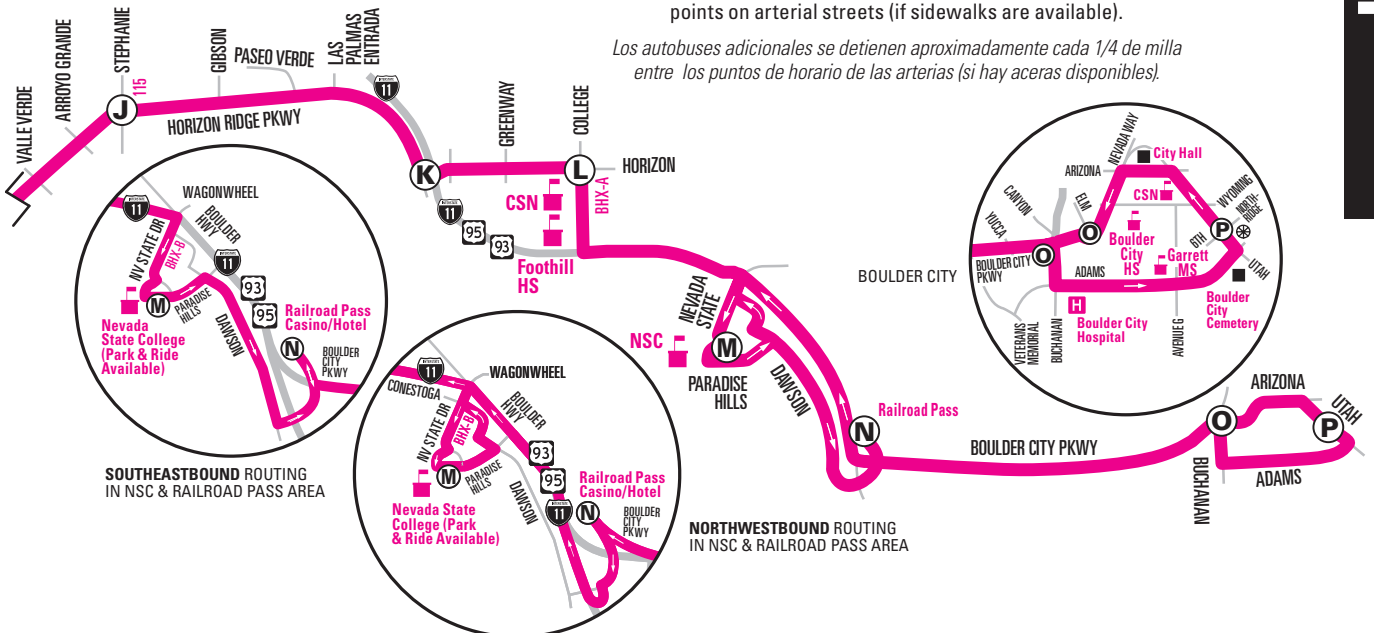 points on arterial streets (if sidewalks are available).
Los autobuses adicionales se detienen aproximadamente cada 1/4 de milla
entre los puntos de horario de las arterias (si hay aceras disponibles).
VALLE VERDE
ARROYO GRANDE
STEPHANIE
115
GIBSON
PASEO VERDE
LAS
PALMAS
ENTRADA
INTERSTATE
11
J
HORIZON RIDGE PKWY
K
GREENWAY
COLLEGE
L
HORIZON
BHX-A
CSN
INTERSTATE
11
95
93
Foothill
HS
NEVADA
STATE
NSC
M
PARADISE
HILLS
DAWSON
N
Railroad Pass
BOULDER CITY PKWY
O
BUCHANAN
ARIZONA
UTAH
P
ADAMS
BOULDER CITY
NEVADA WAY
City Hall
ARIZONA
CANYON
ELM
CSN
WYOMING
NORTH-
RIDGE
YUCCA
O
O
P
6TH
BOULDER CITY
PKWY
Boulder
City
HS
Garrett
MS
UTAH
ADAMS
VETERANS
MEMORIAL
BUCHANAN
H
Boulder City
Hospital
AVENUE G
Boulder
City
Cemetery
WAGONWHEEL
INTERSTATE
11
BOULDER
HWY
NV STATE DR
BHX-B
INTERSTATE
11
93
95
M
PARADISE
HILLS
DAWSON
Nevada
State College
(Park & Ride
Available)
Railroad Pass
Casino/Hotel
N
BOULDER
CITY
PKWY
SOUTHEASTBOUND ROUTING
IN NSC & RAILROAD PASS AREA
INTERSTATE
11
WAGONWHEEL
CONESTOGA
BOULDER
HWY
NV STATE DR
BHX-B
93
95
INTERSTATE
11
M
PARADISE
HILLS
DAWSON
Nevada State
College (Park
& Ride Available)
Railroad Pass
Casino/Hotel
N
BOULDER
CITY
PKWY
NORTHWESTBOUND ROUTING
IN NSC & RAILROAD PASS AREA